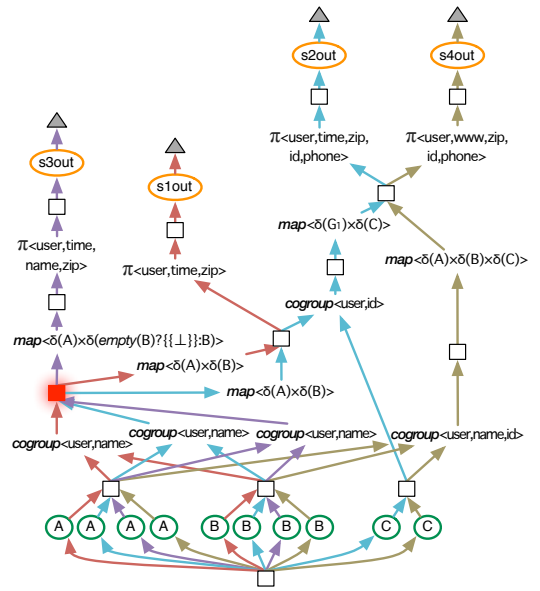 s2out
s4out
π<user,time,zip,
id,phone>
π<user,www,zip,
id,phone>
s3out
s1out
map<δ(G1)×δ(C)>
π<user,time,
name,zip>
π<user,time,zip>
map<δ(A)×δ(B)×δ(C)>
cogroup<user,id>
map<δ(A)×δ(empty(B)?{{⊥}}:B)>
map<δ(A)×δ(B)>
map<δ(A)×δ(B)>
cogroup<user,name>
cogroup<user,name>
cogroup<user,name>
cogroup<user,name,id>
A
A
A
A
B
B
B
B
C
C